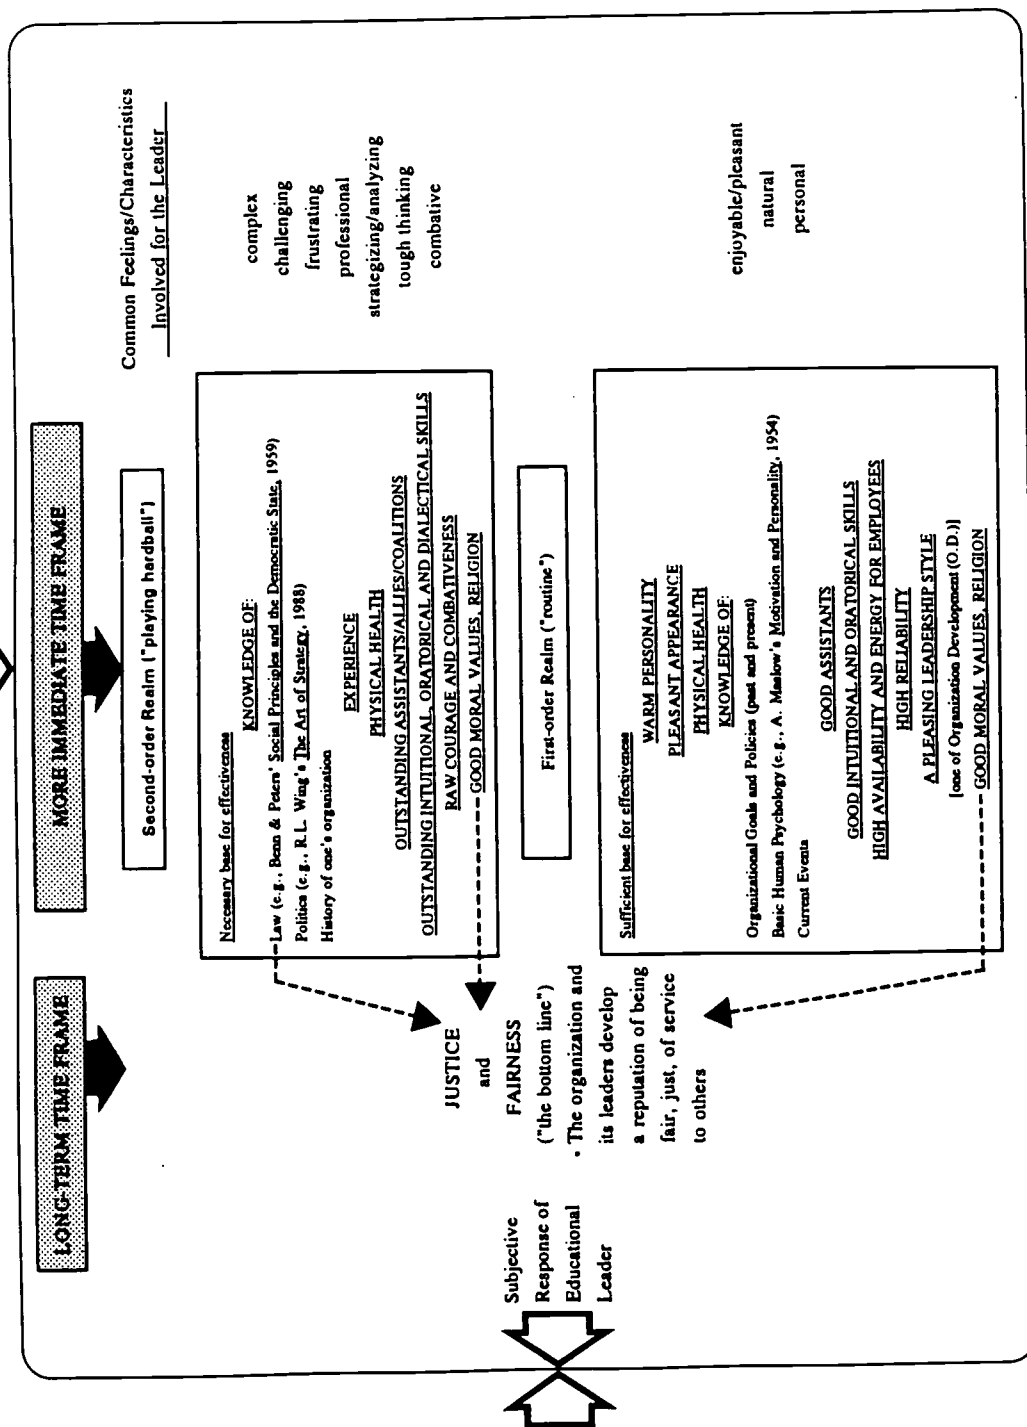 LONG-TERM TIME FRAME
MORE IMMEDIATE TIME FRAME
Subjective
Response of
Educational
Leader
JUSTICE
and
FAIRNESS
("the bottom line")
• The organization and
its leaders develop
a reputation of being
fair, just, of service
to others
Second-order Realm ("playing hardball")
Necessary base for effectiveness
KNOWLEDGE OF:
Law (e.g., Benn & Peters' Social Principles and the Democratic State, 1959)
Politics (e.g., R.L. Wing's The Art of Strategy, 1988)
History of one's organization
EXPERIENCE
PHYSICAL HEALTH
OUTSTANDING ASSISTANTS/ALLIES/COALITIONS
OUTSTANDING INTUITIONAL, ORATORICAL AND DIALECTICAL SKILLS
RAW COURAGE AND COMBATIVENESS
GOOD MORAL VALUES, RELIGION
First-order Realm ("routine")
Sufficient base for effectiveness
WARM PERSONALITY
PLEASANT APPEARANCE
PHYSICAL HEALTH
KNOWLEDGE OF:
Organizational Goals and Policies (past and present)
Basic Human Psychology (e.g., A. Maslow's Motivation and Personality, 1954)
Current Events
GOOD ASSISTANTS
GOOD INTUITIONAL AND ORATORICAL SKILLS
HIGH AVAILABILITY AND ENERGY FOR EMPLOYEES
HIGH RELIABILITY
A PLEASING LEADERSHIP STYLE
[one of Organization Development (O.D.)]
GOOD MORAL VALUES, RELIGION
Common Feelings/Characteristics
Involved for the Leader
complex
challenging
frustrating
professional
strategizing/analyzing
tough thinking
combative
enjoyable/pleasant
natural
personal